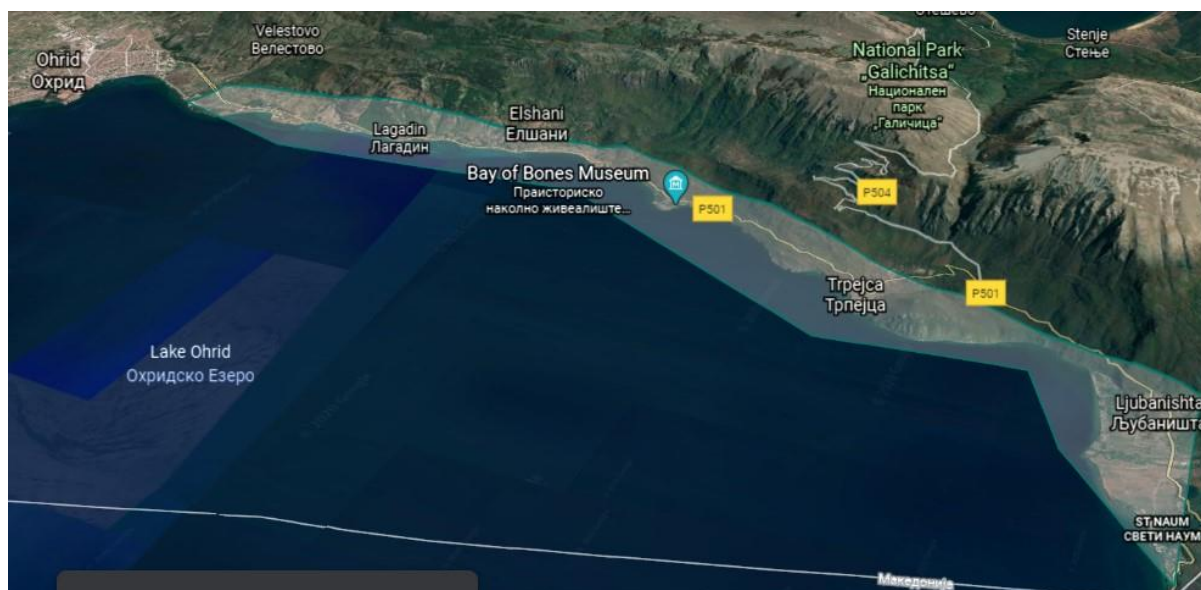 Стешево
Velestovo
Велестово
Stenje
Стење
Ohrid
Охрид
National Park
„Galichitsa“
Национален
парк
„Галичица“
Elshani
Елшани
Lagadin
Лагадин
Bay of Bones Museum
Праисториско
наколно живеалиште...
P501
P504
Trpejca
Трпејца
P501
Lake Ohrid
Охридско Езеро
Ljubanishta
Љубаништа
ST NAUM
СВЕТИ НАУМ
Македонија